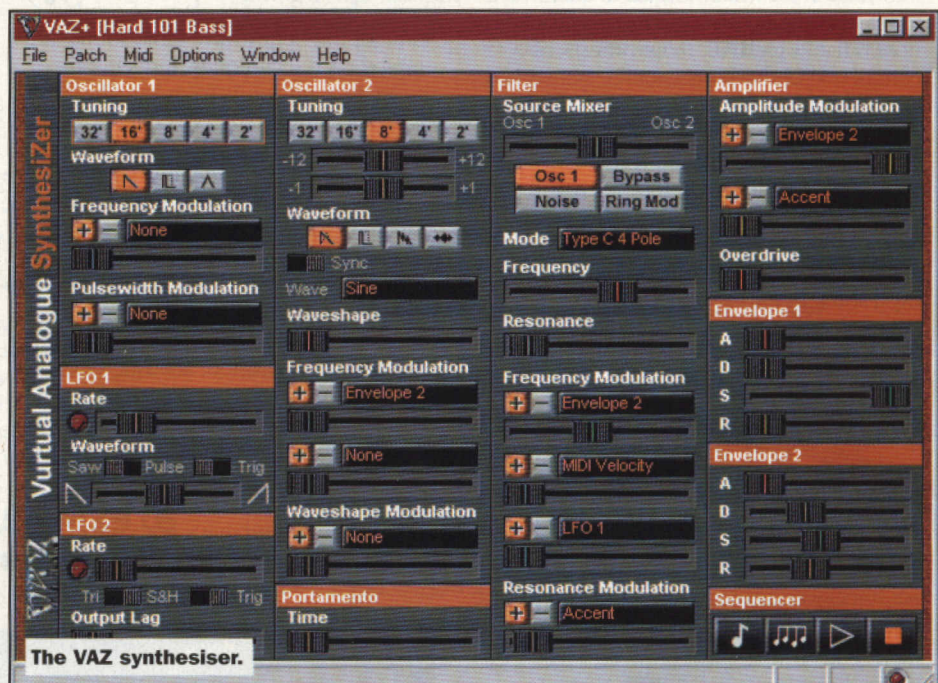 VAZ+ [Hard 101 Bass]
File Patch Midi Options Window Help
Vurtual Analogue SynthesiZer
VAZ
Oscillator 1
Tuning
32' 16' 8' 4' 2'
Waveform
Frequency Modulation
+ - None
Pulsewidth Modulation
+ - None
LFO 1
Rate
Waveform
Saw Pulse Trig
LFO 2
Rate
Tri S&H Trig
Output Lag
Oscillator 2
Tuning
32' 16' 8' 4' 2'
-12 +12
-1 +1
Waveform
Sync
Wave Sine
Waveshape
Frequency Modulation
+ - Envelope 2
+ - None
Waveshape Modulation
+ - None
Portamento
Time
Filter
Source Mixer
Osc 1 Osc 2
Osc 1 Bypass
Noise Ring Mod
Mode Type C 4 Pole
Frequency
Resonance
Frequency Modulation
+ - Envelope 2
+ - MIDI Velocity
+ - LFO 1
Resonance Modulation
+ - Accent
Amplifier
Amplitude Modulation
+ - Envelope 2
+ - Accent
Overdrive
Envelope 1
A
D
S
R
Envelope 2
A
D
S
R
Sequencer
The VAZ synthesiser.